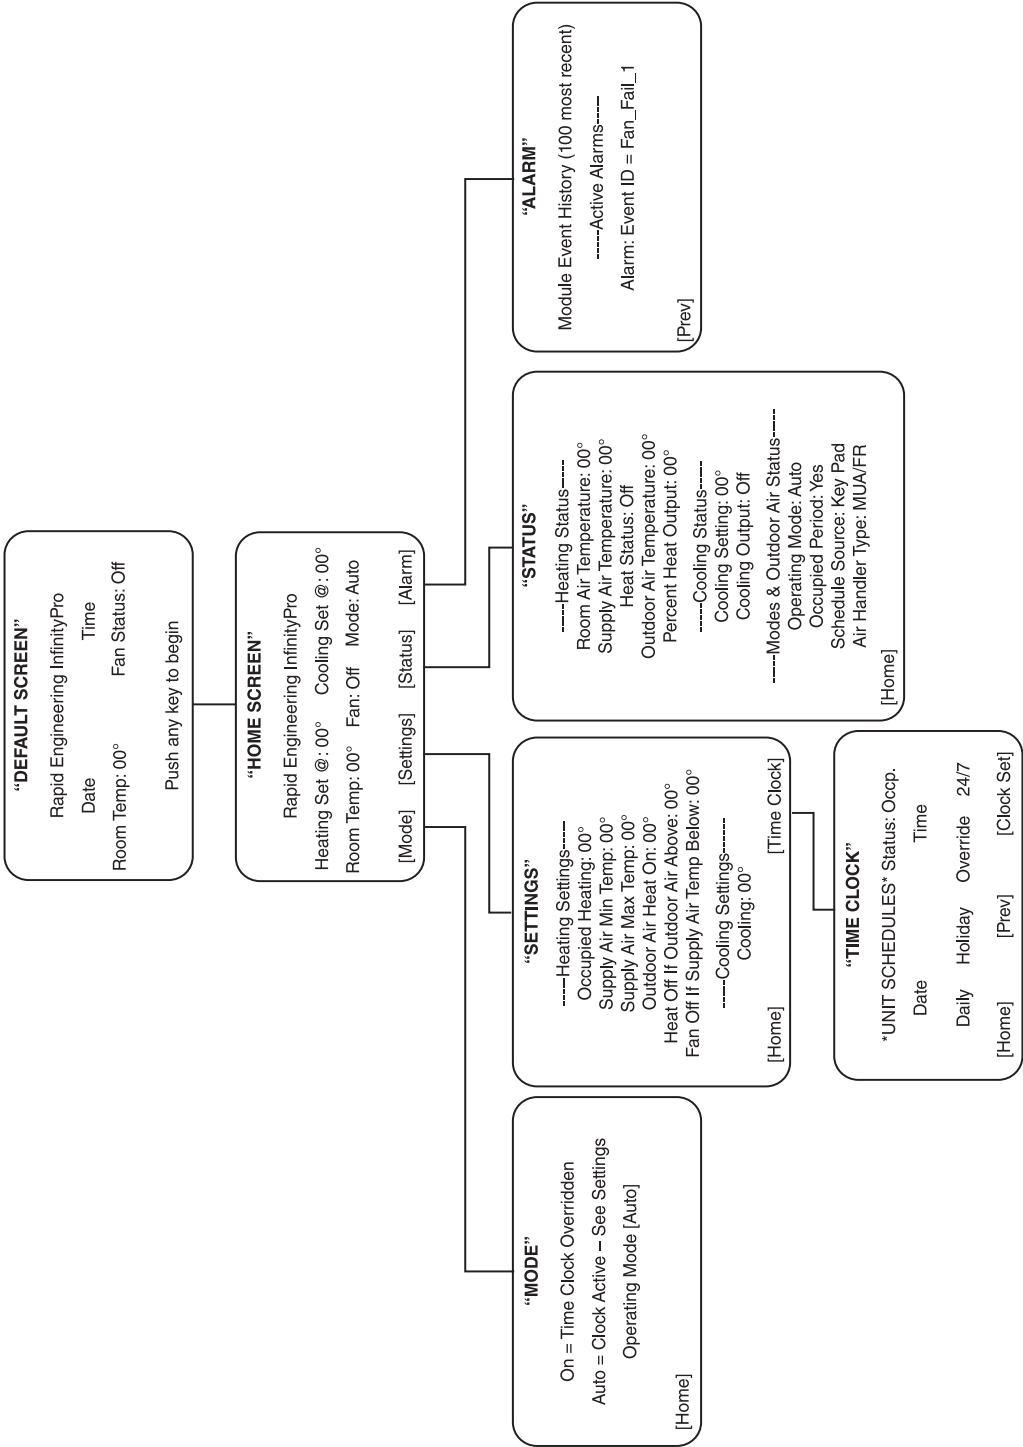 “DEFAULT SCREEN”
Rapid Engineering InfinityPro
Date Time
Room Temp: 00° Fan Status: Off
Push any key to begin
“HOME SCREEN”
Rapid Engineering InfinityPro
Heating Set @: 00° Cooling Set @: 00°
Room Temp: 00° Fan: Off Mode: Auto
[Mode] [Settings] [Status] [Alarm]
“MODE”
On = Time Clock Overridden
Auto = Clock Active – See Settings
Operating Mode [Auto]
[Home]
“SETTINGS”
-----Heating Settings-----
Occupied Heating: 00°
Supply Air Min Temp: 00°
Supply Air Max Temp: 00°
Outdoor Air Heat On: 00°
Heat Off If Outdoor Air Above: 00°
Fan Off If Supply Air Temp Below: 00°
-----Cooling Settings------
Cooling: 00°
[Home] [Time Clock]
“TIME CLOCK”
*UNIT SCHEDULES* Status: Occp.
Date Time
Daily Holiday Override 24/7
[Home] [Prev] [Clock Set]
“STATUS”
-----Heating Status-----
Room Air Temperature: 00°
Supply Air Temperature: 00°
Heat Status: Off
Outdoor Air Temperature: 00°
Percent Heat Output: 00°
-----Cooling Status-----
Cooling Setting: 00°
Cooling Output: Off
-----Modes & Outdoor Air Status-----
Operating Mode: Auto
Occupied Period: Yes
Schedule Source: Key Pad
Air Handler Type: MUA/FR
[Home]
“ALARM”
Module Event History (100 most recent)
-----Active Alarms-----
Alarm: Event ID = Fan_Fail_1
[Prev]